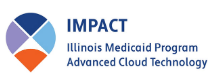 IMPACT
Illinois Medicaid Program
Advanced Cloud Technology